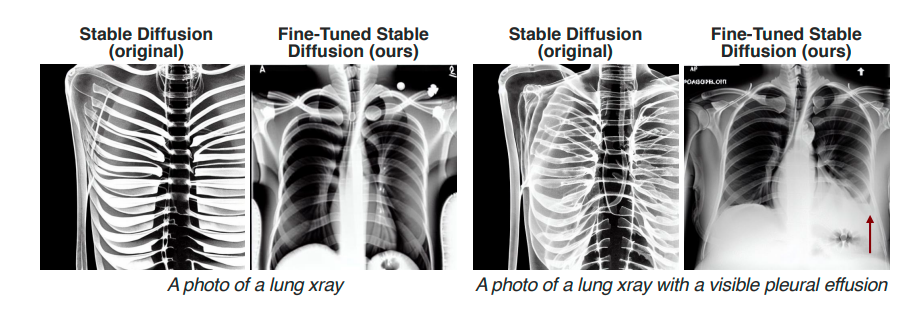 Stable Diffusion
(original)
Fine-Tuned Stable
Diffusion (ours)
Stable Diffusion
(original)
Fine-Tuned Stable
Diffusion (ours)
A
AP
A photo of a lung xray
A photo of a lung xray with a visible pleural effusion